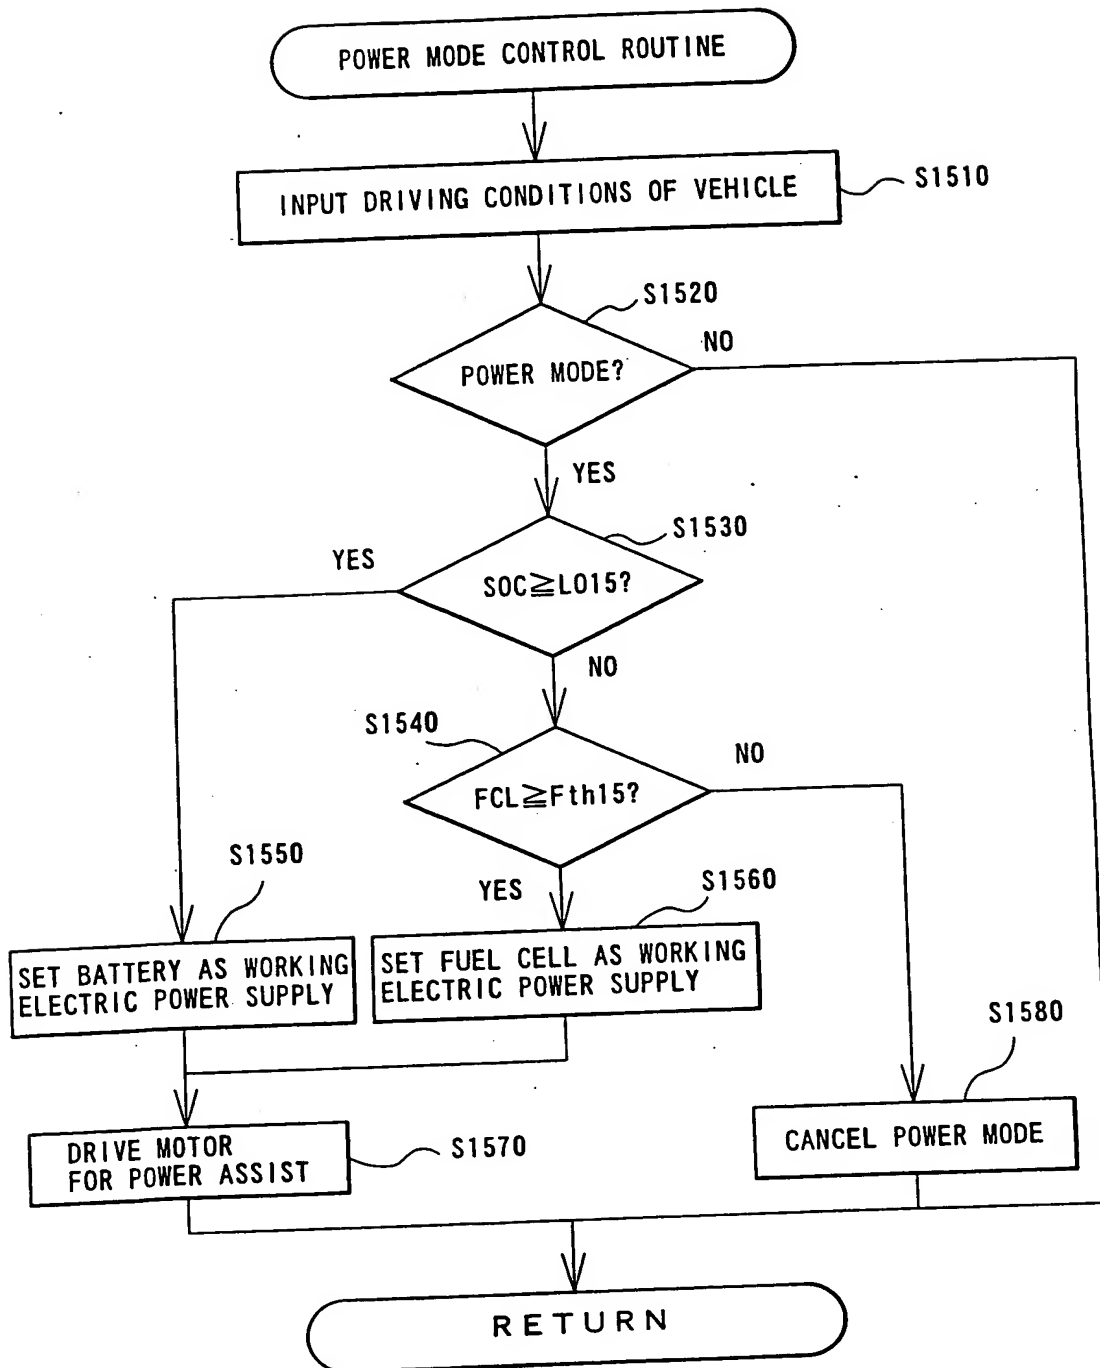 POWER MODE CONTROL ROUTINE
INPUT DRIVING CONDITIONS OF VEHICLE
S1510
S1520
POWER MODE?
NO
YES
S1530
YES
SOC≧LO15?
NO
S1540
FCL≧Fth15?
NO
S1550
YES
S1560
SET BATTERY AS WORKING
ELECTRIC POWER SUPPLY
SET FUEL CELL AS WORKING
ELECTRIC POWER SUPPLY
S1580
DRIVE MOTOR
FOR POWER ASSIST
S1570
CANCEL POWER MODE
RETURN